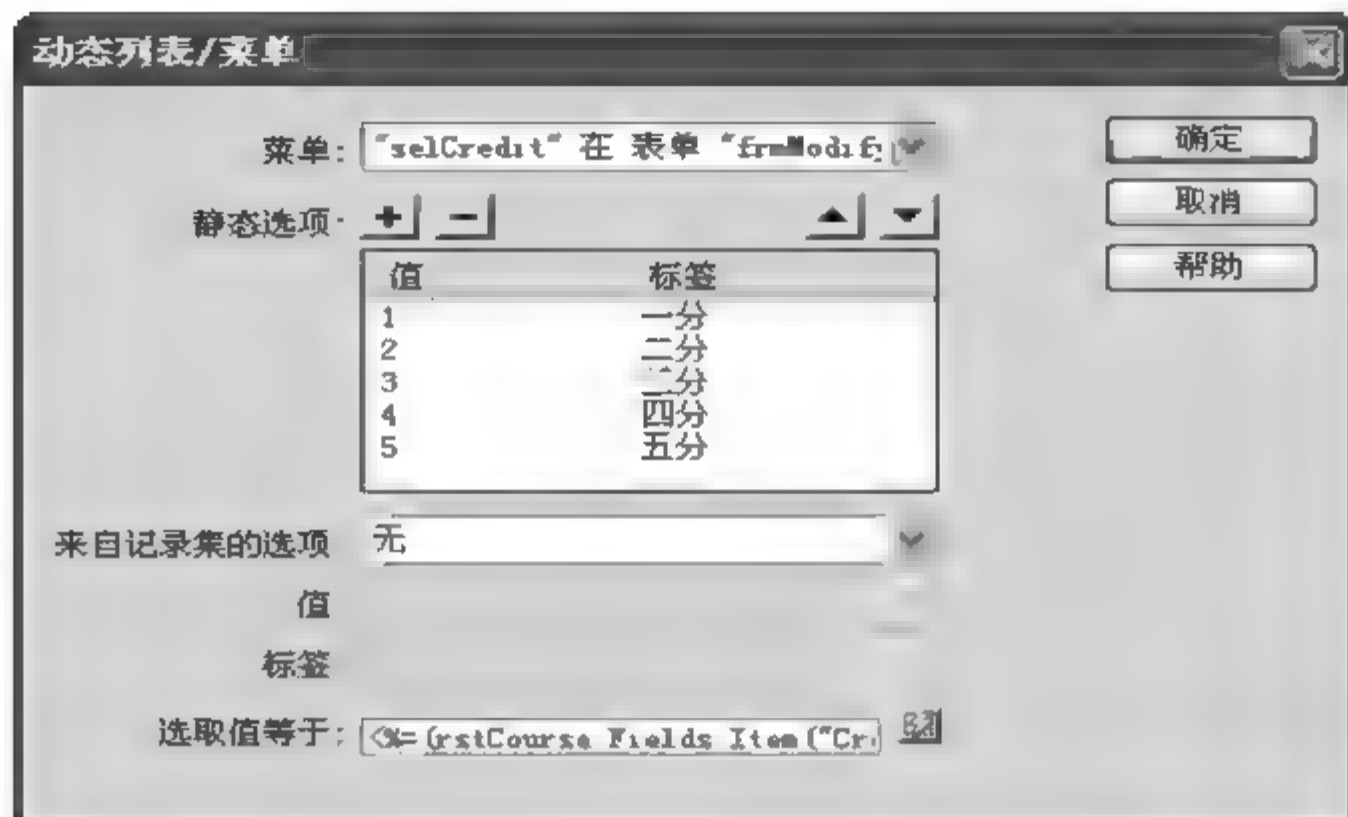 动态列表/菜单
菜单: "selCredit" 在 表单 "frmModify
确定
静态选项:
取消
帮助
值 标签
1 一分
2 二分
3 三分
4 四分
5 五分
来自记录集的选项 无
值
标签
选取值等于: <%=(rstCourse Fields Item("Cr